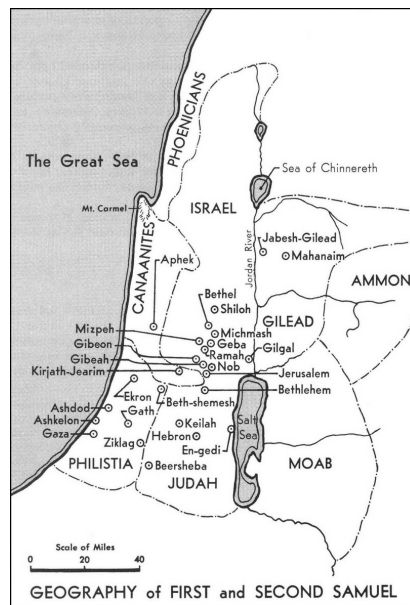 PHOENICIANS
The Great Sea
Sea of Chinnereth
ISRAEL
Mt. Carmel
CANAANITES
Jordan River
Jabesh-Gilead
Mahanaim
Aphek
AMMON
Bethel
Shiloh
GILEAD
Mizpeh
Michmash
Gibeon
Geba
Ramah
Gilgal
Gibeah
Nob
Kirjath-Jearim
Jerusalem
Bethlehem
Ekron
Beth-shemesh
Ashdod
Gath
Ashkelon
Keilah
Salt
Sea
Gaza
Hebron
Ziklag
En-gedi
PHILISTIA
Beersheba
MOAB
JUDAH
Scale of Miles
0 20 40
GEOGRAPHY of FIRST and SECOND SAMUEL